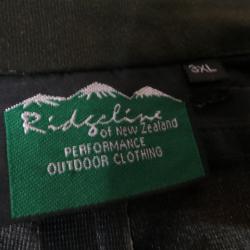 3XL
Ridgeline
of New Zealand
PERFORMANCE
OUTDOOR CLOTHING